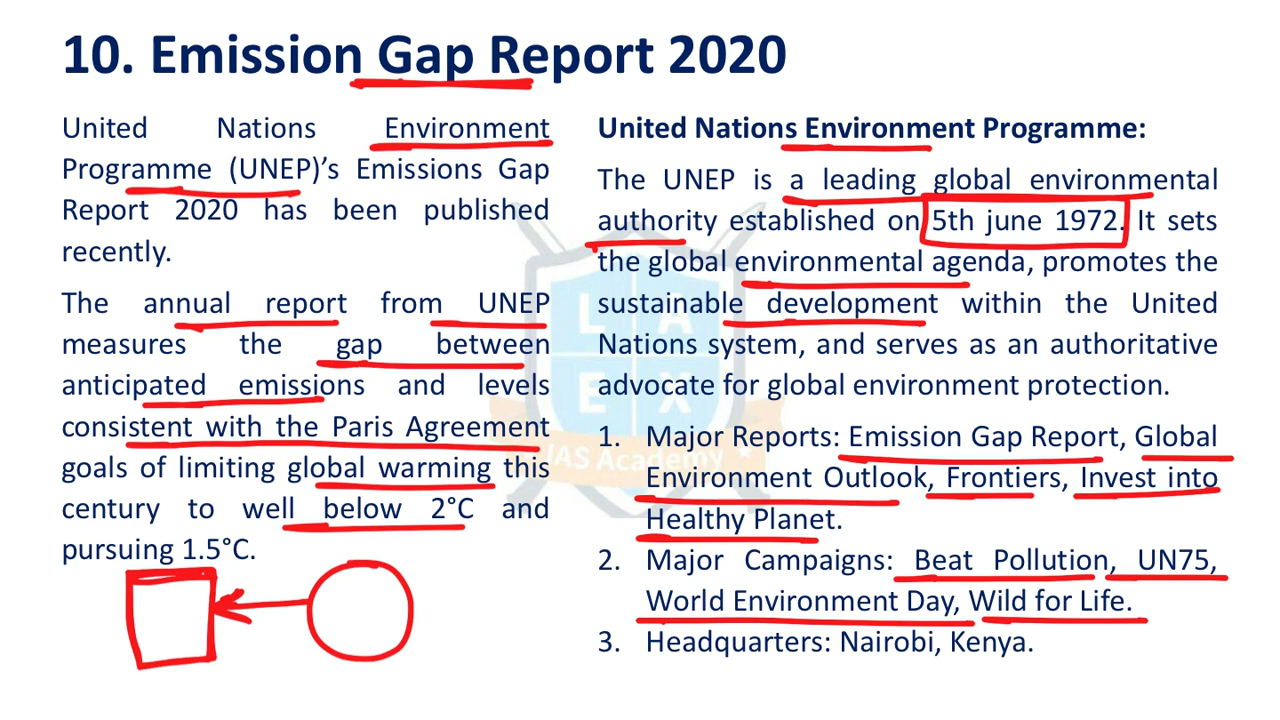 10. Emission Gap Report 2020
United Nations Environment
Programme (UNEP)’s Emissions Gap
Report 2020 has been published
recently.
The annual report from UNEP
measures the gap between
anticipated emissions and levels
consistent with the Paris Agreement
goals of limiting global warming this
century to well below 2°C and
pursuing 1.5°C.
United Nations Environment Programme:
The UNEP is a leading global environmental
authority established on 5th june 1972. It sets
the global environmental agenda, promotes the
sustainable development within the United
Nations system, and serves as an authoritative
advocate for global environment protection.
1. Major Reports: Emission Gap Report, Global
Environment Outlook, Frontiers, Invest into
Healthy Planet.
2. Major Campaigns: Beat Pollution, UN75,
World Environment Day, Wild for Life.
3. Headquarters: Nairobi, Kenya.
L A
E X
IAS Academy